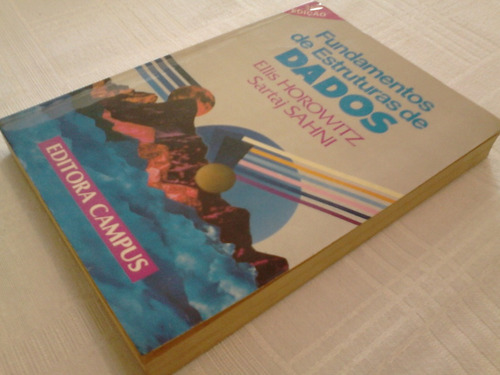 EDIÇÃO
Fundamentos
de Estruturas de
DADOS
Ellis HOROWITZ
Sartaj SAHNI
EDITORA CAMPUS